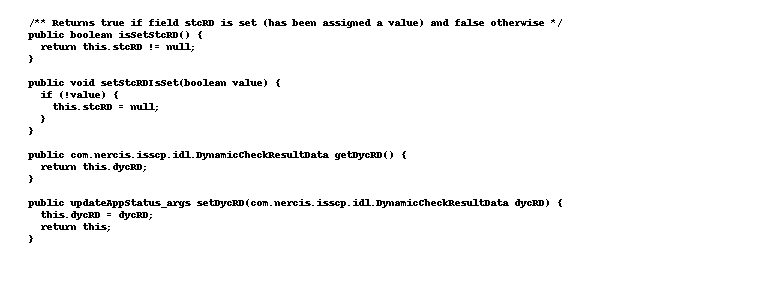 /** Returns true if field stcRD is set (has been assigned a value) and false otherwise */
public boolean isSetStcRD() {
  return this.stcRD != null;
}

public void setStcRDIsSet(boolean value) {
  if (!value) {
    this.stcRD = null;
  }
}

public com.nercis.isscp.idl.DynamicCheckResultData getDycRD() {
  return this.dycRD;
}

public updateAppStatus_args setDycRD(com.nercis.isscp.idl.DynamicCheckResultData dycRD) {
  this.dycRD = dycRD;
  return this;
}